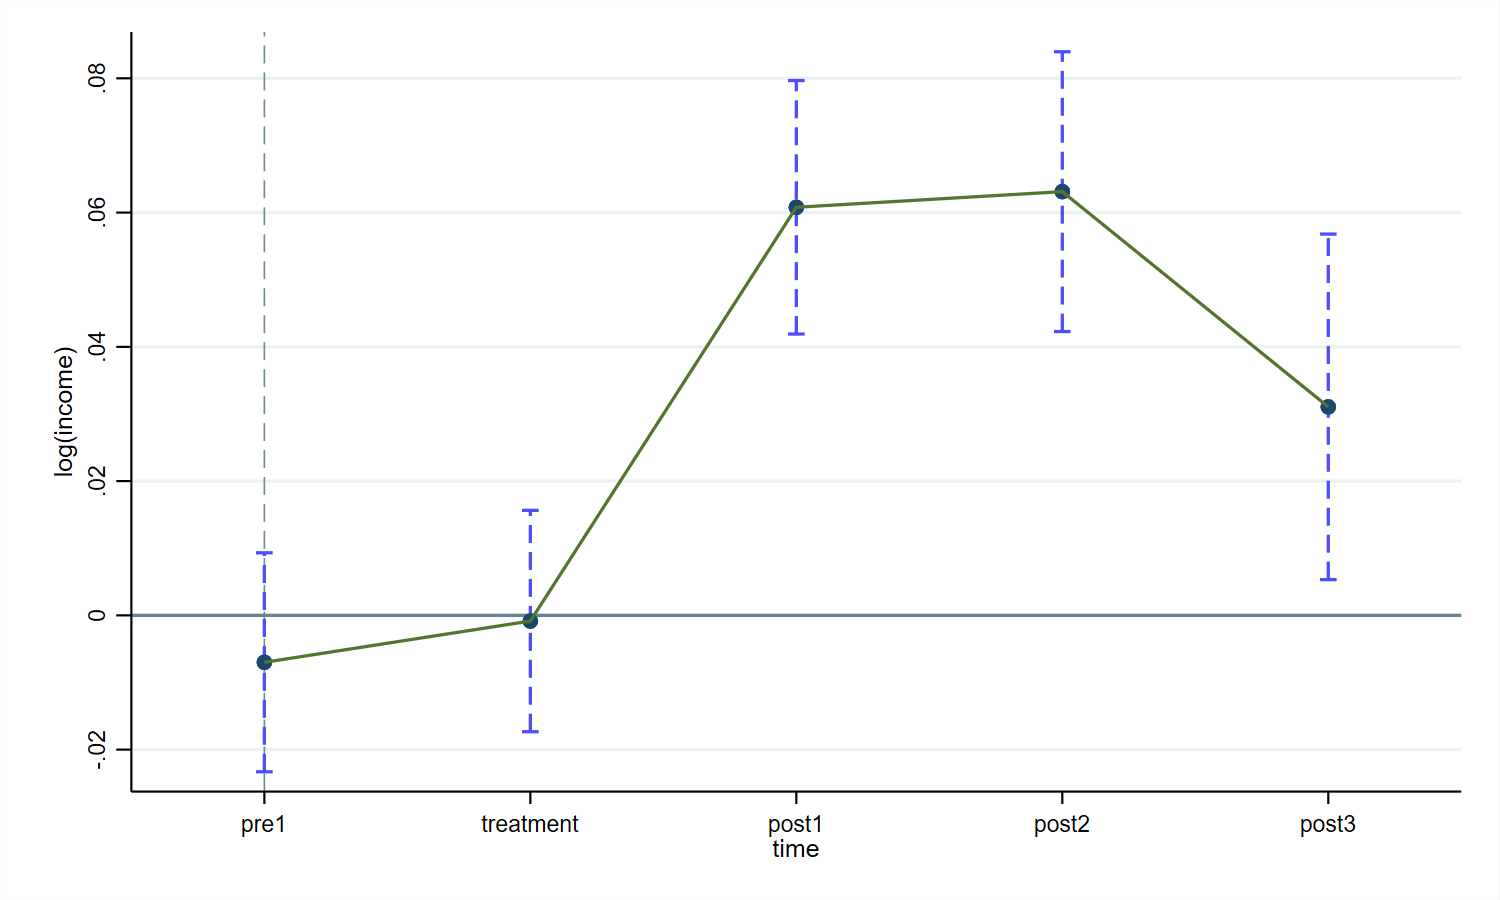 .08
.06
.04
.02
0
-.02
log(income)
pre1 treatment post1 post2 post3
time